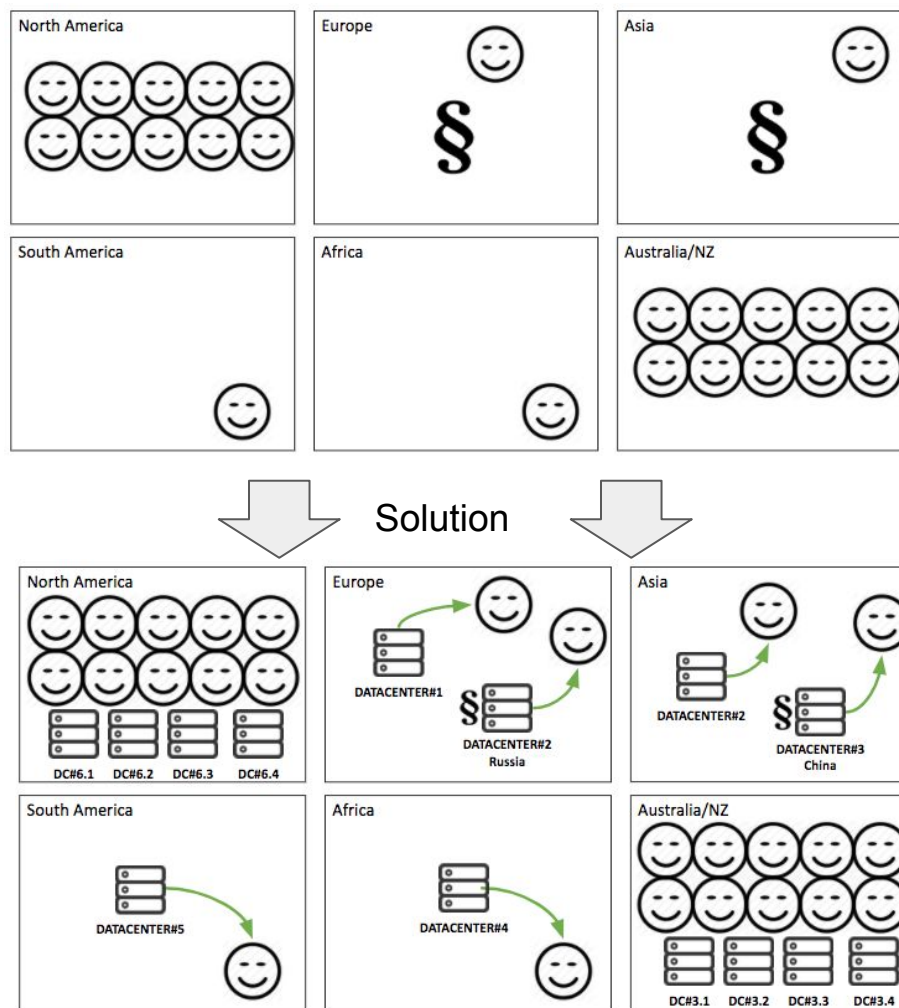 North America
Europe
§
Asia
§
South America
Africa
Australia/NZ
Solution
North America
DC#6.1 DC#6.2 DC#6.3 DC#6.4
Europe
DATACENTER#1
§
DATACENTER#2
Russia
Asia
DATACENTER#2
§
DATACENTER#3
China
South America
DATACENTER#5
Africa
DATACENTER#4
Australia/NZ
DC#3.1 DC#3.2 DC#3.3 DC#3.4